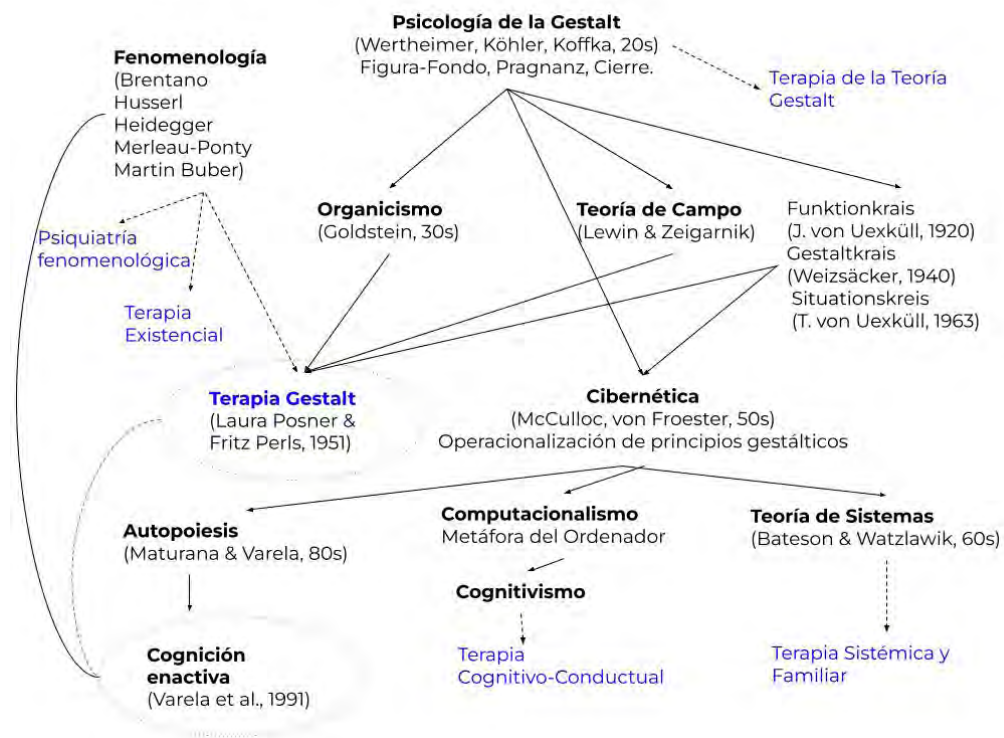 Psicología de la Gestalt
(Wertheimer, Köhler, Koffka, 20s)
Figura-Fondo, Pragnanz, Cierre.
Fenomenología
(Brentano
Husserl
Heidegger
Merleau-Ponty
Martin Buber)
Terapia de la Teoría
Gestalt
Organicismo
(Goldstein, 30s)
Teoría de Campo
(Lewin & Zeigarnik)
Funktionkrais
(J. von Uexküll, 1920)
Gestaltkrais
(Weizsäcker, 1940)
Situationskreis
(T. von Uexküll, 1963)
Psiquiatría
fenomenológica
Terapia
Existencial
Terapia Gestalt
(Laura Posner &
Fritz Perls, 1951)
Cibernética
(McCulloc, von Froester, 50s)
Operacionalización de principios gestálticos
Autopoiesis
(Maturana & Varela, 80s)
Computacionalismo
Metáfora del Ordenador
Teoría de Sistemas
(Bateson & Watzlawik, 60s)
Cognitivismo
Cognición
enactiva
(Varela et al., 1991)
Terapia
Cognitivo-Conductual
Terapia Sistémica y
Familiar